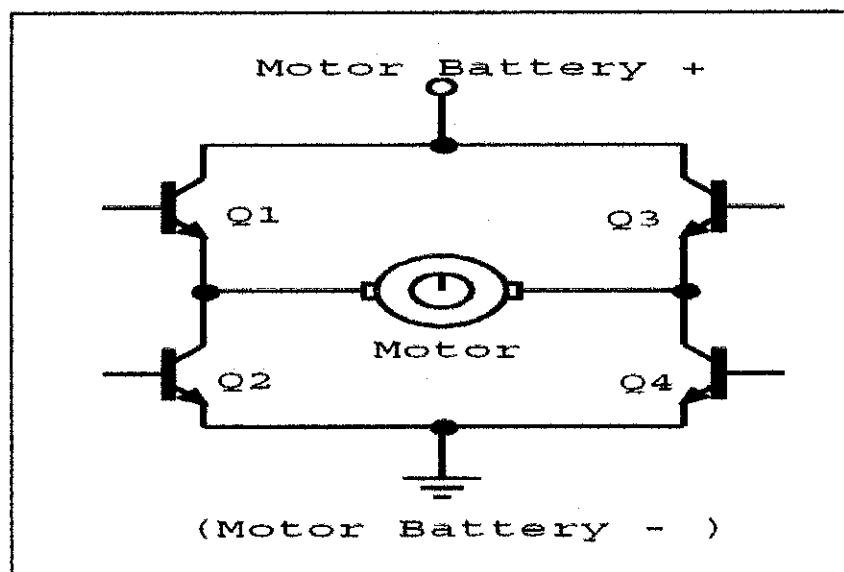 Motor Battery +
Q1
Q3
Motor
Q2
Q4
(Motor Battery - )